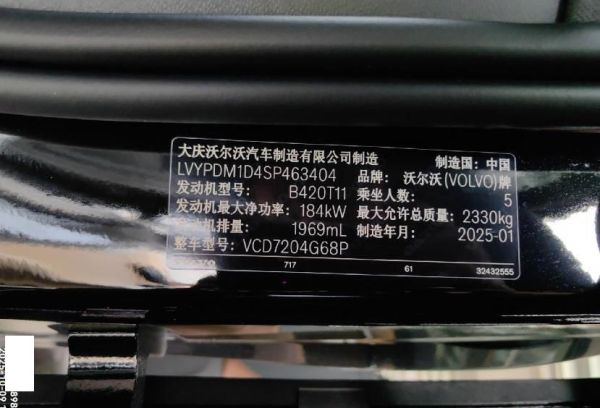 大庆沃尔沃汽车制造有限公司制造 制造国：中国
LVYPDM1D4SP463404 品牌：沃尔沃(VOLVO)牌
发动机型号： B420T11 乘坐人数： 5
发动机最大净功率：184kW 最大允许总质量：2330kg
机排量： 1969mL 制造年月： 2025-01
整车型号：VCD7204G68P
717 61 32432555